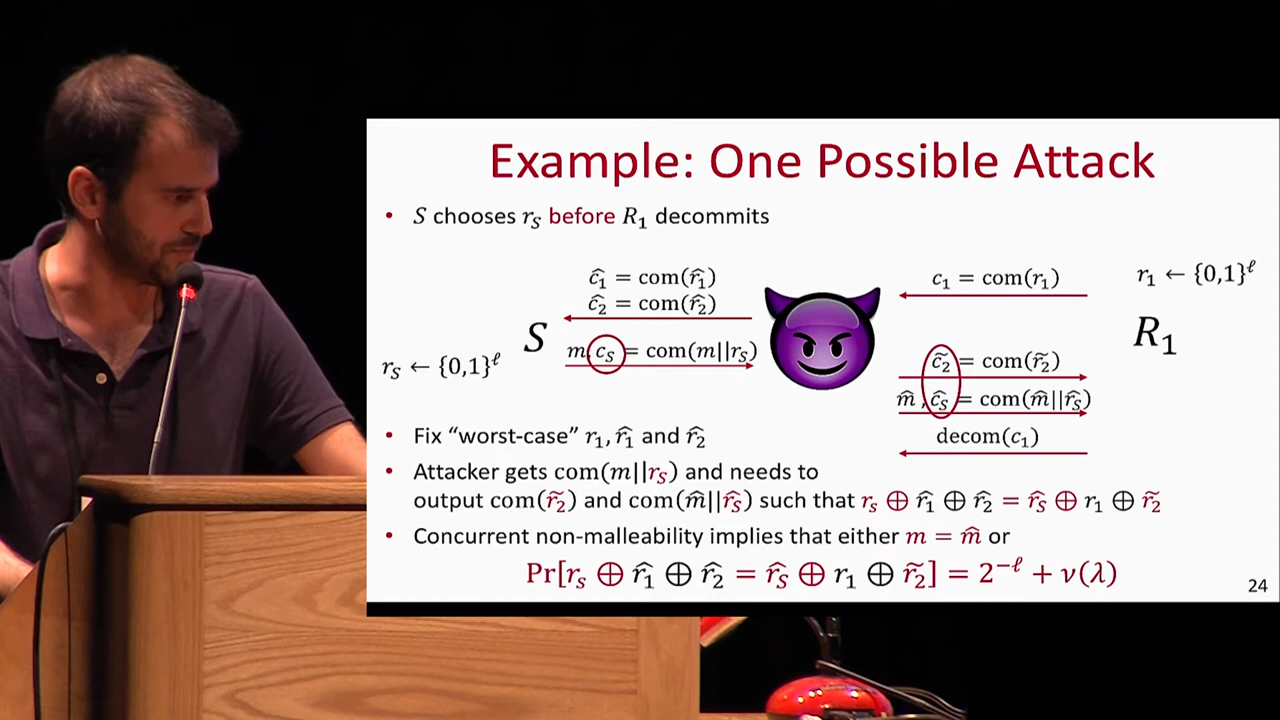 Example: One Possible Attack
• S chooses r_S before R_1 decommits
ĉ_1 = com(r̂_1)
c_1 = com(r_1)
r_1 ← {0,1}^ℓ
ĉ_2 = com(r̂_2)
S
R_1
m, c_S = com(m||r_S)
r_S ← {0,1}^ℓ
c̃_2 = com(r̃_2)
m̂, ĉ_S = com(m̂||r̂_S)
decom(c_1)
• Fix “worst-case” r_1, r̂_1 and r̂_2
• Attacker gets com(m||r_S) and needs to
output com(r̃_2) and com(m̂||r̂_S) such that r_s ⊕ r̂_1 ⊕ r̂_2 = r̂_S ⊕ r_1 ⊕ r̃_2
• Concurrent non-malleability implies that either m = m̂ or
Pr[r_s ⊕ r̂_1 ⊕ r̂_2 = r̂_S ⊕ r_1 ⊕ r̃_2] = 2^{-ℓ} + ν(λ)
24